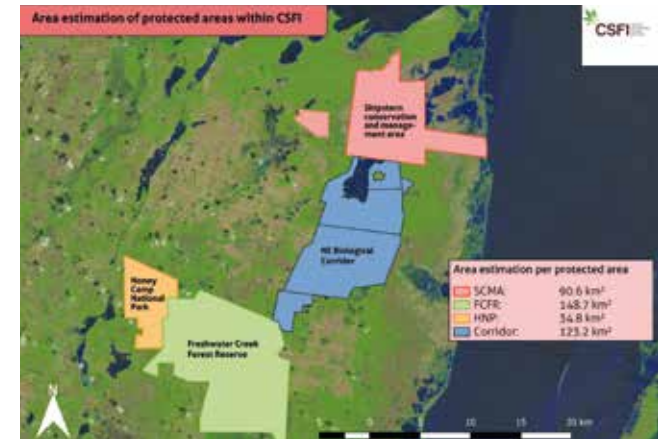 Area estimation of protected areas within CSFI
CSFI
Shipstern
conservation
and manage-
ment area
NE Biological
Corridor
Honey
Camp
National
Park
Freshwater Creek
Forest Reserve
Area estimation per protected area
SCMA: 90.6 km²
FCFR: 148.7 km²
HNP: 34.8 km²
Corridor: 123.2 km²
N
5 0 5 10 15 20 km